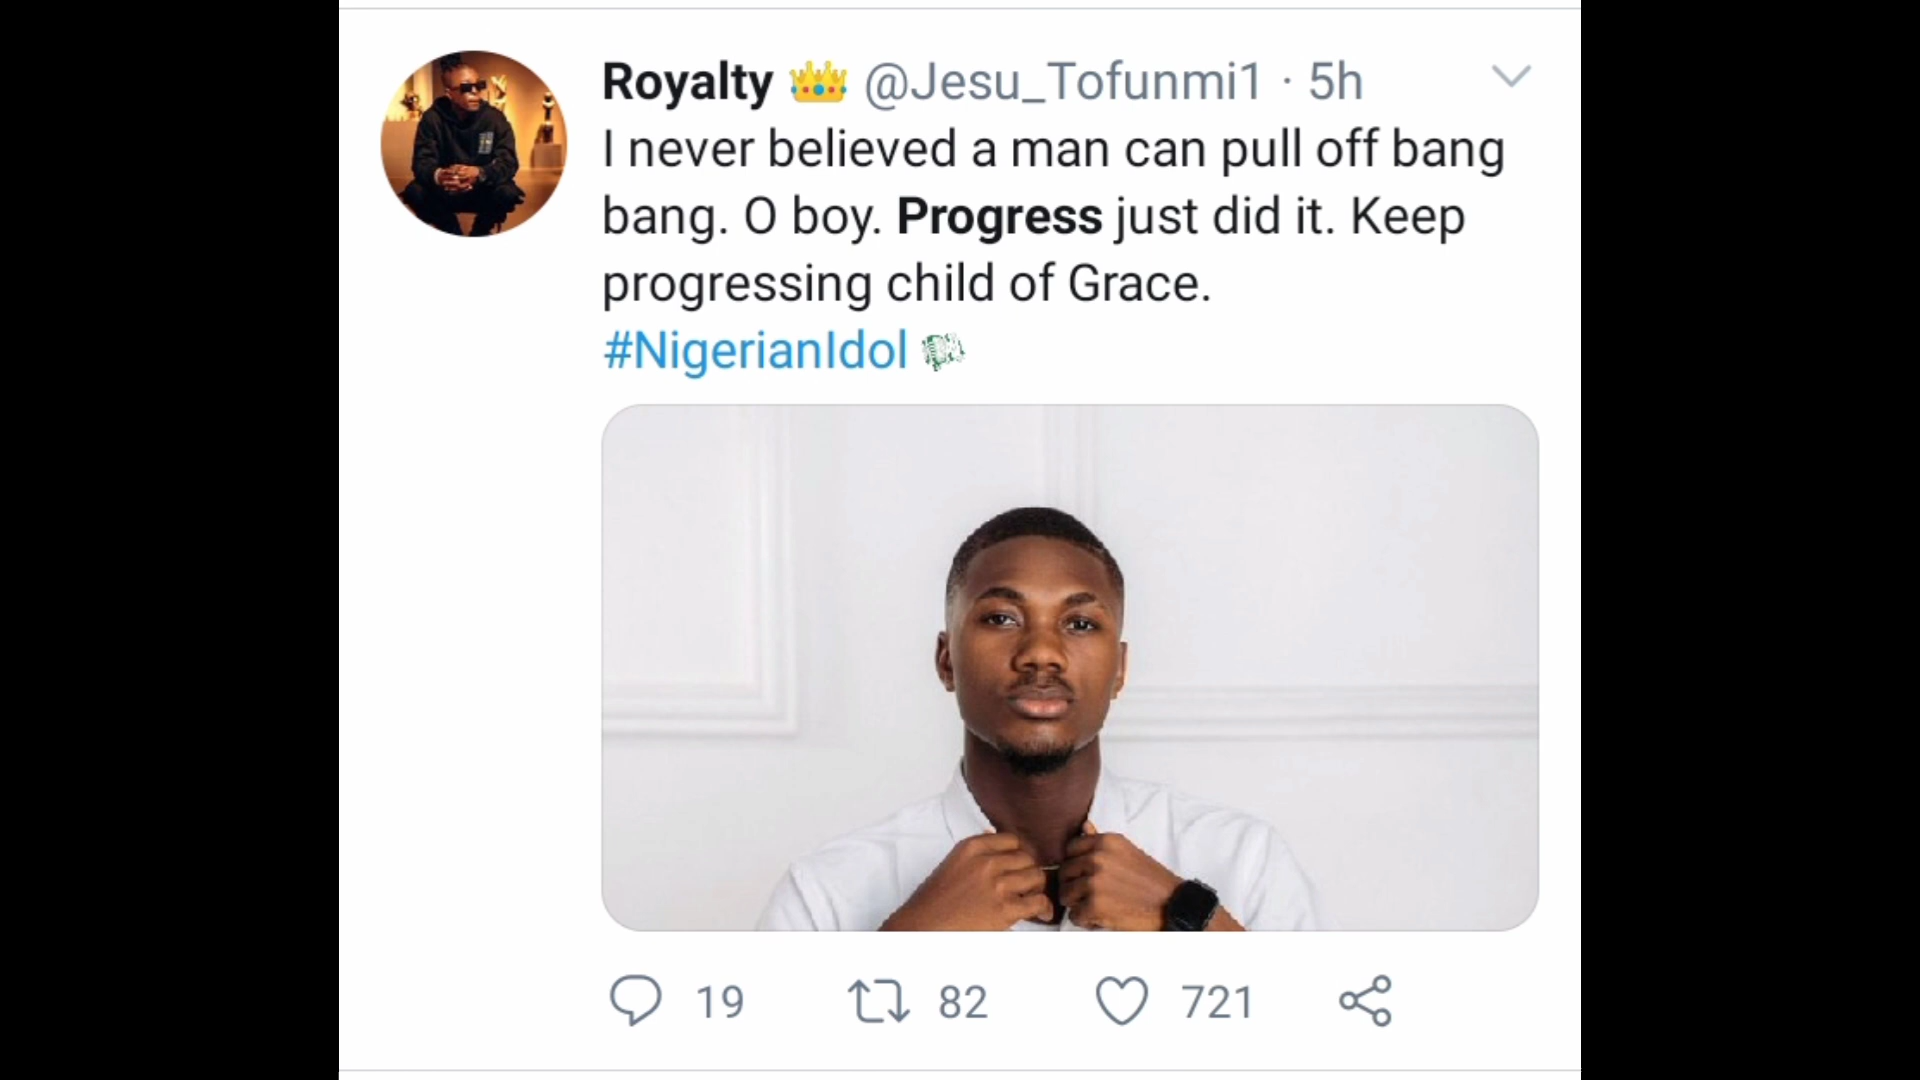 Royalty 👑 @Jesu_Tofunmi1 · 5h
I never believed a man can pull off bang
bang. O boy. Progress just did it. Keep
progressing child of Grace.
#NigerianIdol
19 82 721